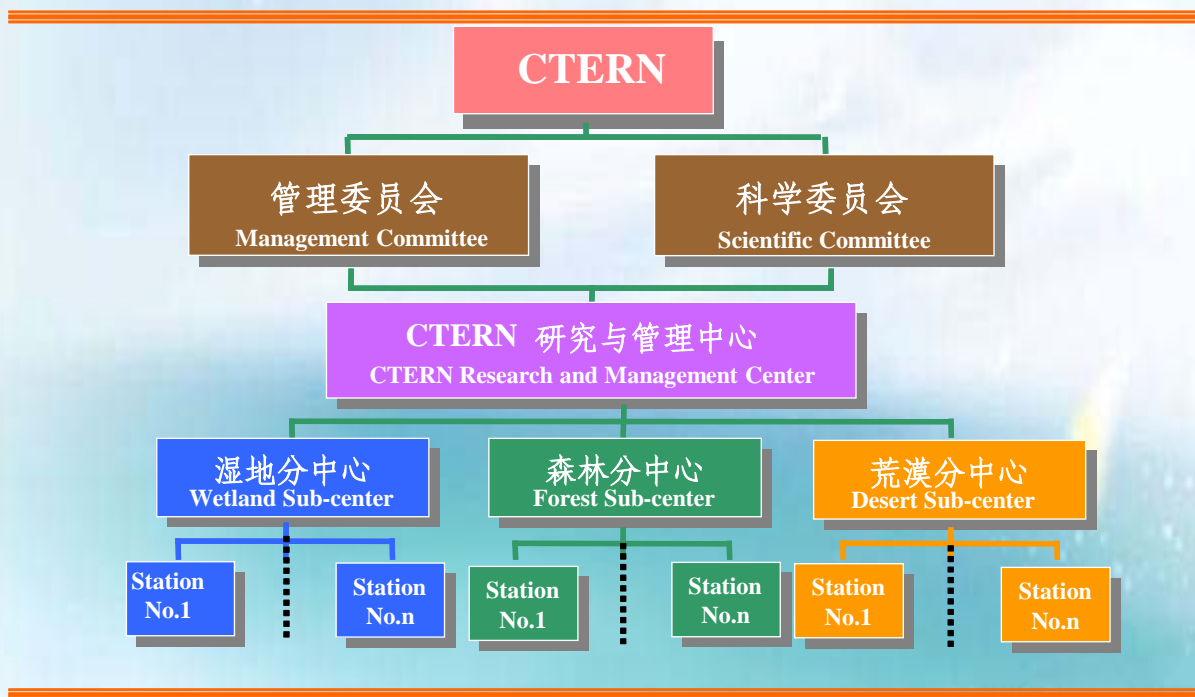 CTERN
管理委员会
Management Committee
科学委员会
Scientific Committee
CTERN 研究与管理中心
CTERN Research and Management Center
湿地分中心
Wetland Sub-center
森林分中心
Forest Sub-center
荒漠分中心
Desert Sub-center
Station
No.1
Station
No.n
Station
No.1
Station
No.n
Station
No.1
Station
No.n